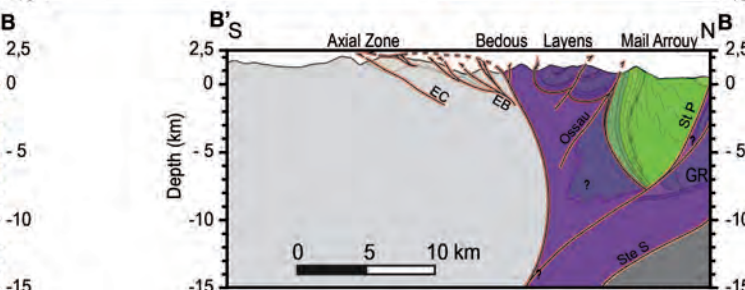 B B' S N B
Axial Zone Bedous Layens Mail Arrouy
2,5 2,5 2,5
0 0 0
- 5 - 5 - 5
-10 -10 -10
-15 -15 -15
Depth (km)
EC
EB
Ossau
St P
?
GR
?
0 5 10 km
Ste S
?